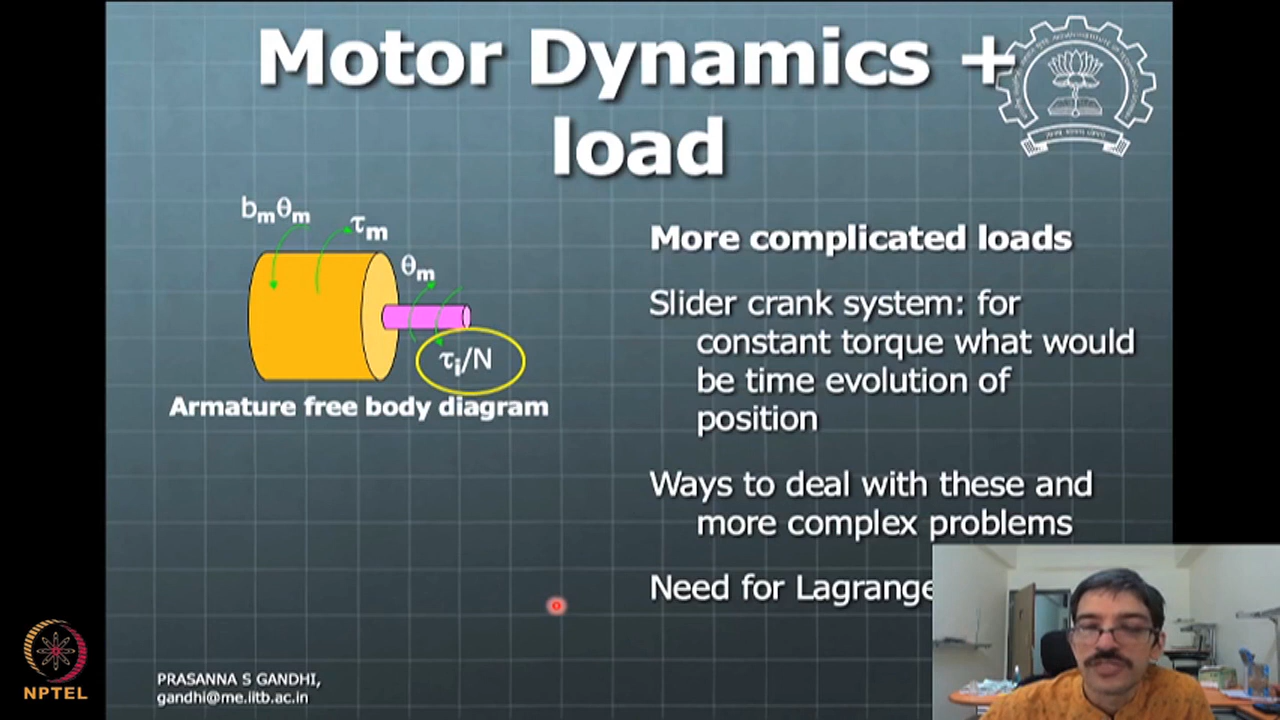 Motor Dynamics +
load
bmθm
τm
θm
τi/N
Armature free body diagram
More complicated loads
Slider crank system: for
constant torque what would
be time evolution of
position
Ways to deal with these and
more complex problems
Need for Lagrange
PRASANNA S GANDHI,
gandhi@me.iitb.ac.in
NPTEL